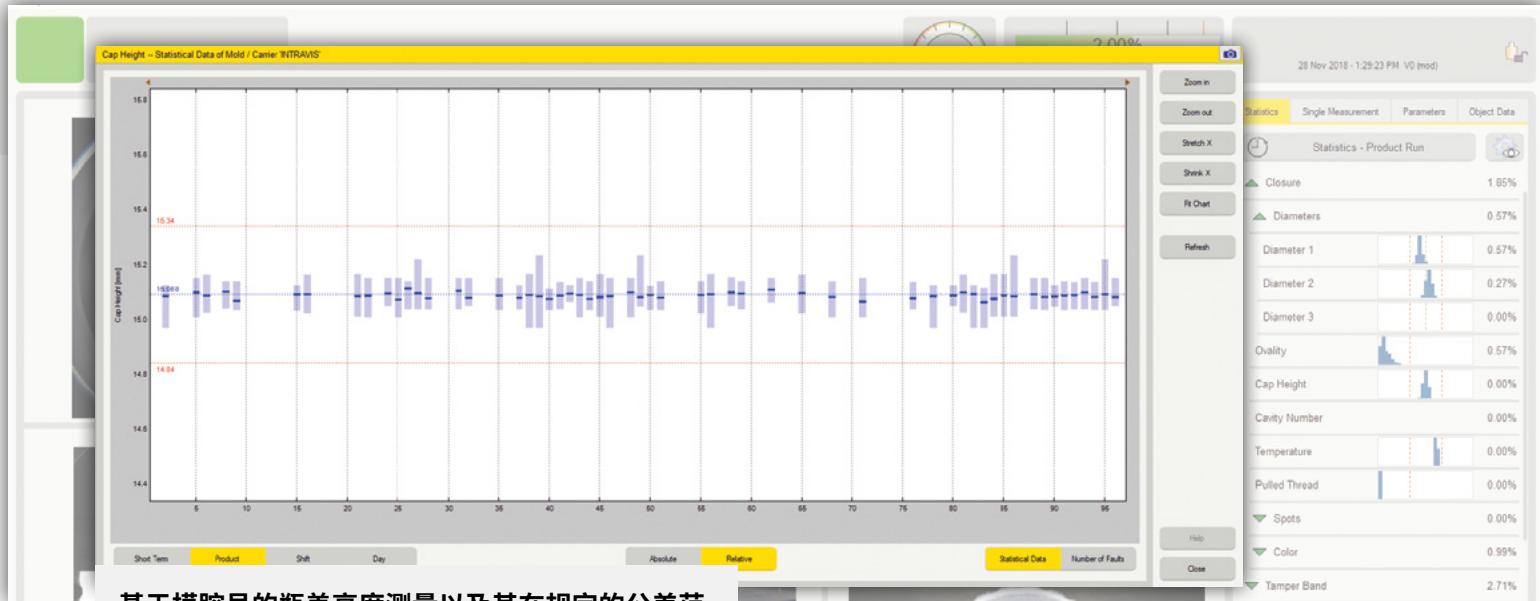 2.00%
28 Nov 2018 - 1:29:23 PM V0 (mod)
Cap Height -- Statistical Data of Mold / Carrier 'INTRAVIS'
15.8
15.6
15.4
15.34
15.2
15.0
14.8
14.84
14.6
14.4
Cap Height [mm]
5 10 15 20 25 30 35 40 45 50 55 60 65 70 75 80 85 90 95
Zoom in
Zoom out
Stretch X
Shrink X
Fit Chart
Refresh
Help
Close
Short Term Product Shift Day
Absolute Relative
Statistical Data Number of Faults
Statistics Single Measurement Parameters Object Data
Statistics - Product Run
Closure 1.85%
Diameters 0.57%
Diameter 1 0.57%
Diameter 2 0.27%
Diameter 3 0.00%
Ovality 0.57%
Cap Height 0.00%
Cavity Number 0.00%
Temperature 0.00%
Pulled Thread 0.00%
Spots 0.00%
Color 0.99%
Tamper Band 2.71%